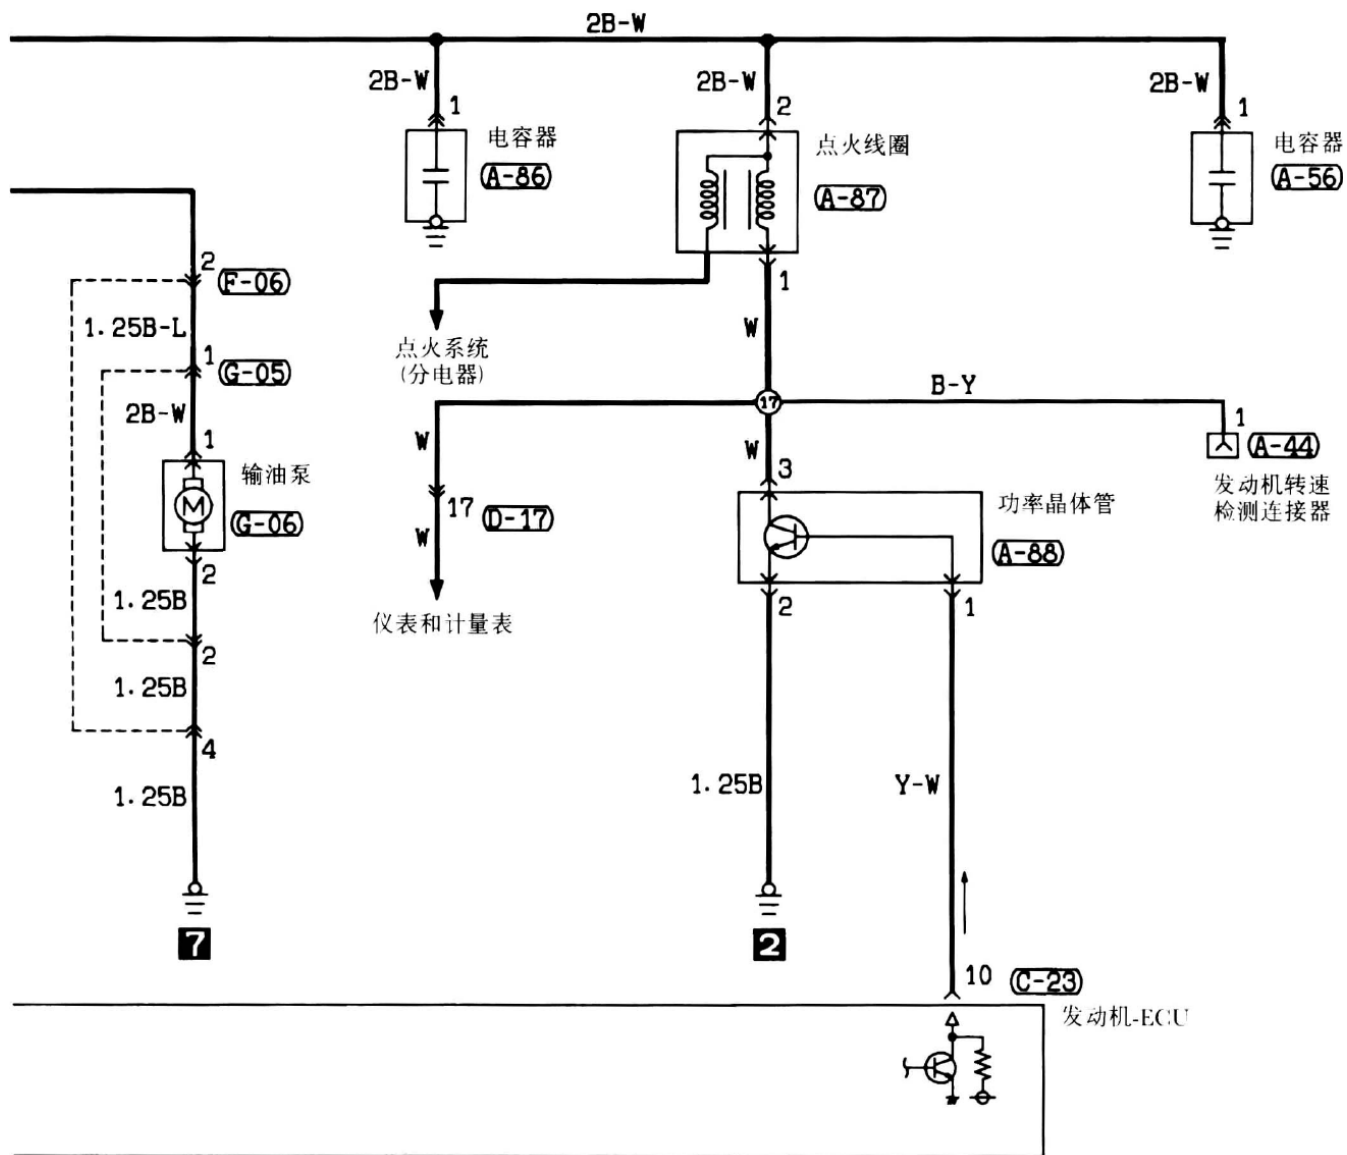 2B-W
2B-W
1
电容器
A-86
2B-W
2
点火线圈
A-87
2B-W
1
电容器
A-56
2
F-06
1.25B-L
1
G-05
2B-W
1
输油泵
M
G-06
2
1.25B
2
1.25B
4
1.25B
7
点火系统
(分电器)
1
W
17
B-Y
1
A-44
发动机转速
检测连接器
W
17
D-17
W
仪表和计量表
W
3
功率晶体管
A-88
2
1
1.25B
Y-W
2
10
C-23
发动机-ECU